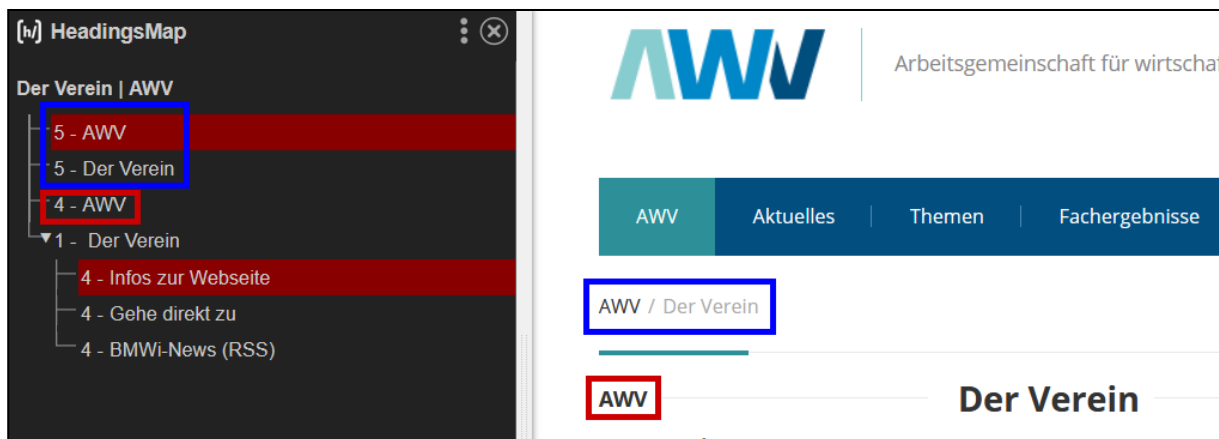 [h] HeadingsMap
Der Verein | AWV
5 - AWV
5 - Der Verein
4 - AWV
1 - Der Verein
4 - Infos zur Webseite
4 - Gehe direkt zu
4 - BMWi-News (RSS)
AWV
Arbeitsgemeinschaft für wirtschaf
AWV Aktuelles Themen Fachergebnisse
AWV / Der Verein
AWV Der Verein